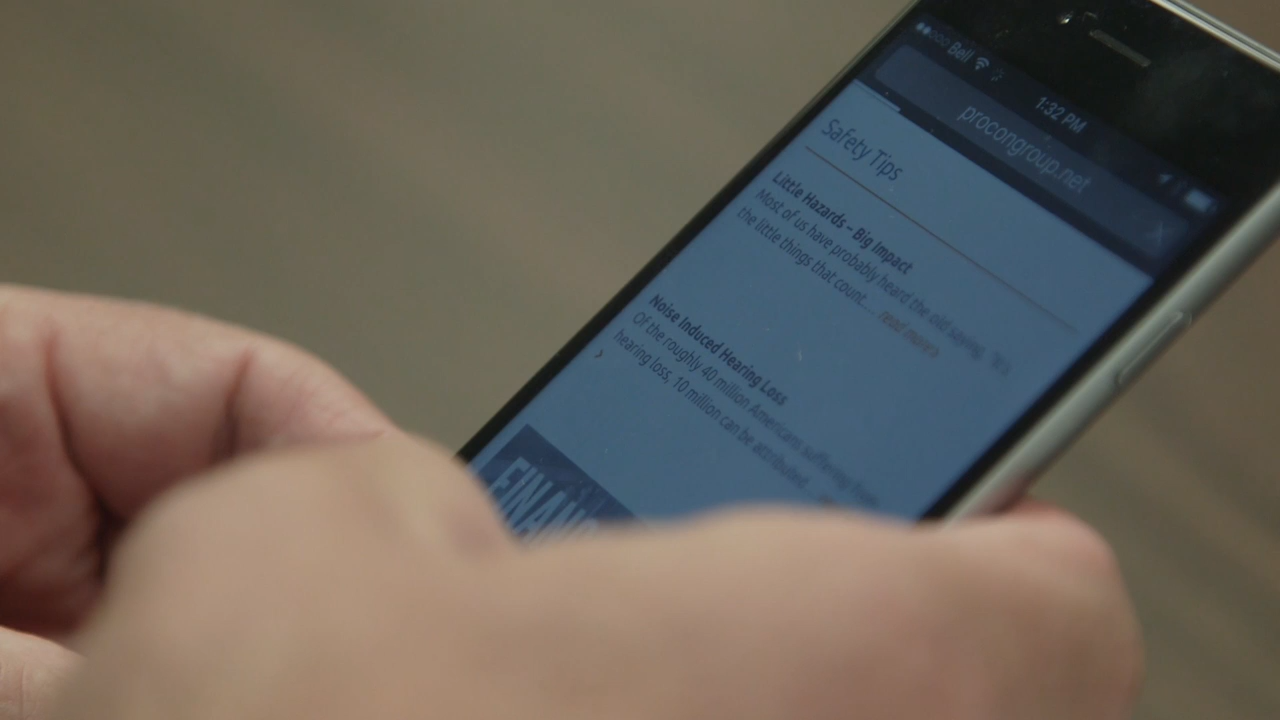 Bell 1:32 PM
procongroup.net
Safety Tips
Little Hazards – Big Impact
Most of us have probably heard the old saying, "It's
the little things that count... read more
Noise Induced Hearing Loss
Of the roughly 40 million Americans suffering from
hearing loss, 10 million can be attributed
FINANC